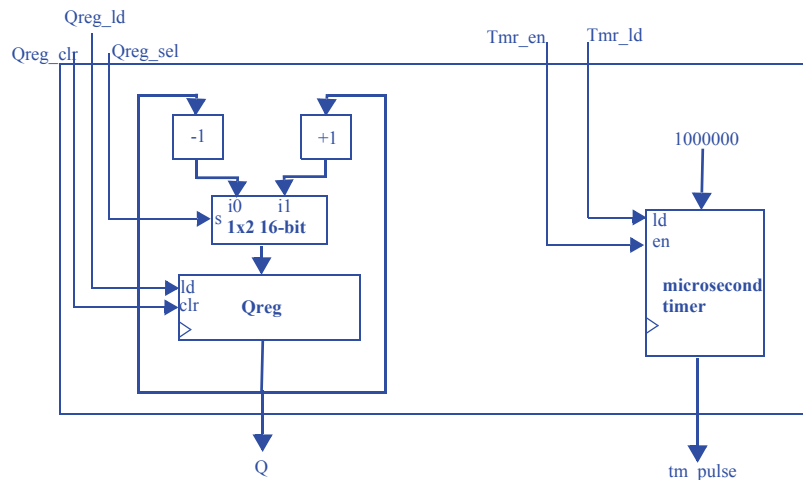 Qreg_ld
Qreg_clr
Qreg_sel
Tmr_en
Tmr_ld
-1
+1
1000000
i0 i1
s
1x2 16-bit
ld
clr
Qreg
ld
en
microsecond
timer
Q
tm_pulse